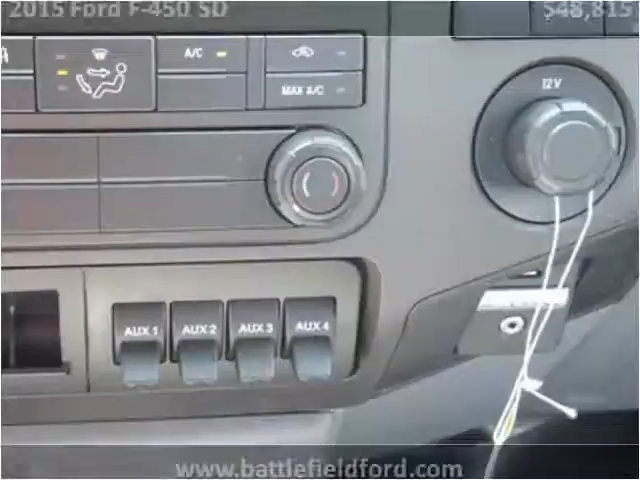 2015 Ford F-450 SD $48,815
A/C
12V
MAX A/C
AUX 1 AUX 2 AUX 3 AUX 4
www.battlefieldford.com